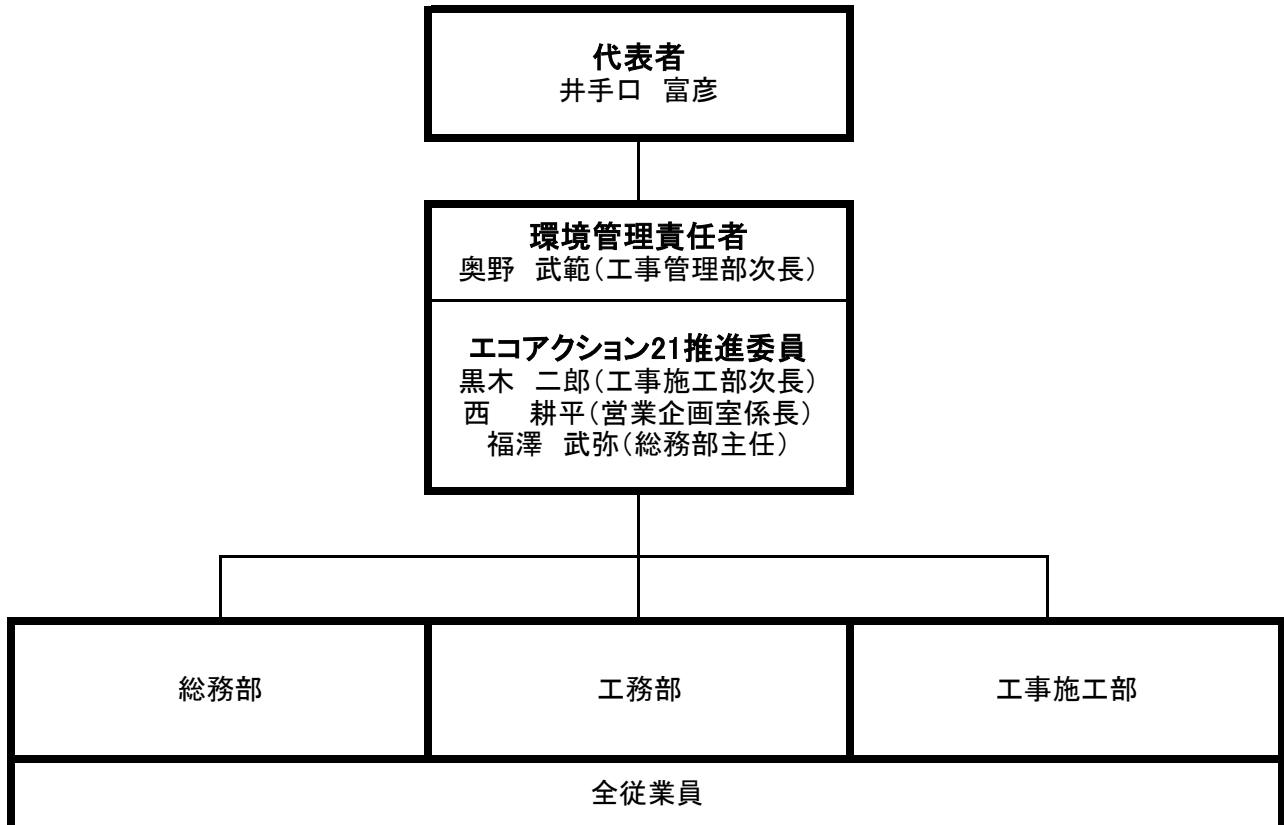 代表者
井手口　富彦
環境管理責任者
奥野　武範（工事管理部次長）
エコアクション21推進委員
黒木　二郎（工事施工部次長）
西　　耕平（営業企画室係長）
福澤　武弥（総務部主任）
総務部
工務部
工事施工部
全従業員